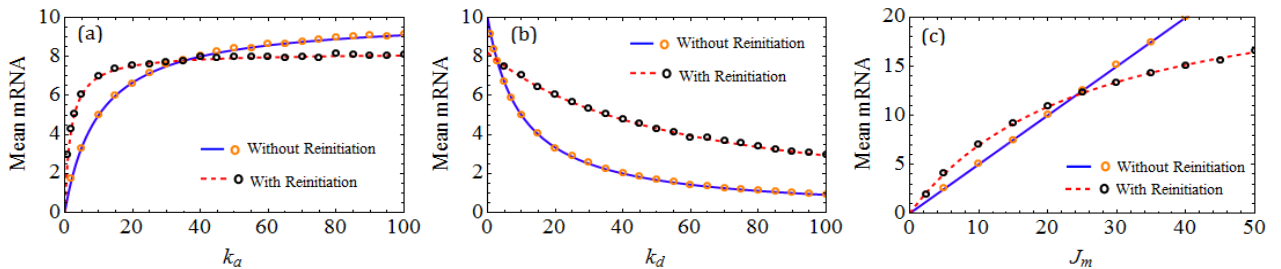 (a)
Mean mRNA
10
8
6
4
2
0
Without Reinitiation
With Reinitiation
0 20 40 60 80 100
k_a
(b)
Mean mRNA
10
8
6
4
2
0
Without Reinitiation
With Reinitiation
0 20 40 60 80 100
k_d
(c)
Mean mRNA
20
15
10
5
0
Without Reinitiation
With Reinitiation
0 10 20 30 40 50
J_m